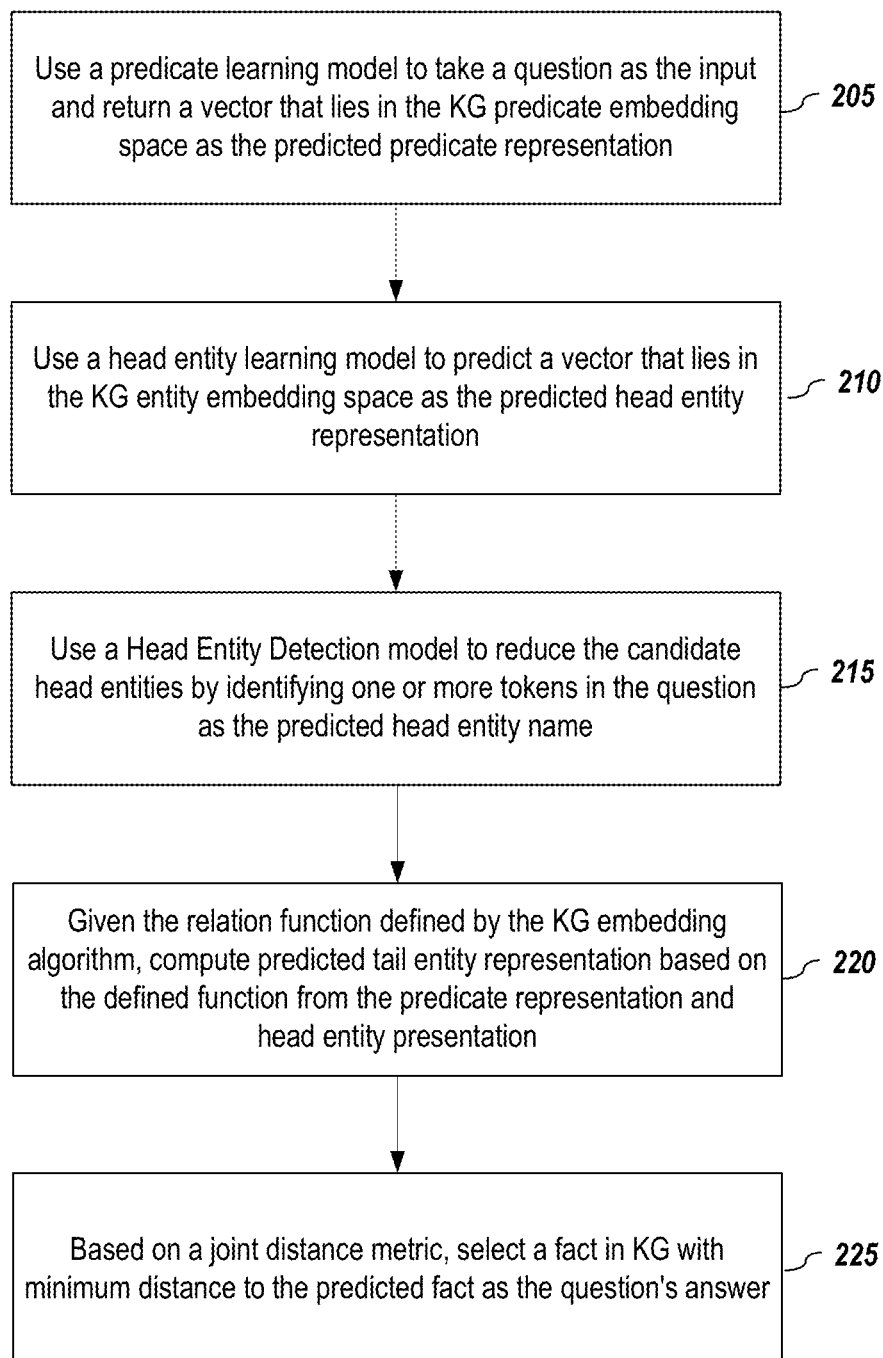 Use a predicate learning model to take a question as the input
and return a vector that lies in the KG predicate embedding
space as the predicted predicate representation
205
Use a head entity learning model to predict a vector that lies in
the KG entity embedding space as the predicted head entity
representation
210
Use a Head Entity Detection model to reduce the candidate
head entities by identifying one or more tokens in the question
as the predicted head entity name
215
Given the relation function defined by the KG embedding
algorithm, compute predicted tail entity representation based on
the defined function from the predicate representation and
head entity presentation
220
Based on a joint distance metric, select a fact in KG with
minimum distance to the predicted fact as the question's answer
225